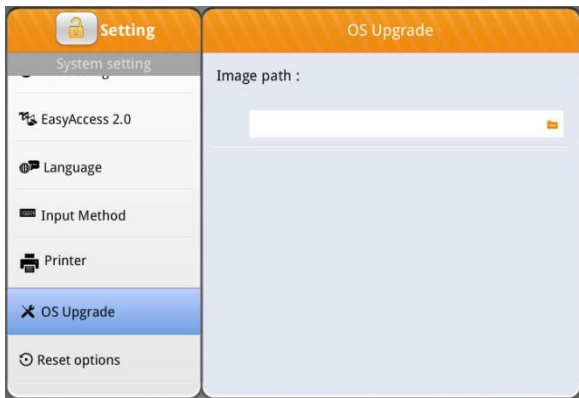 Setting
System setting
EasyAccess 2.0
Language
Input Method
Printer
OS Upgrade
Reset options
OS Upgrade
Image path :